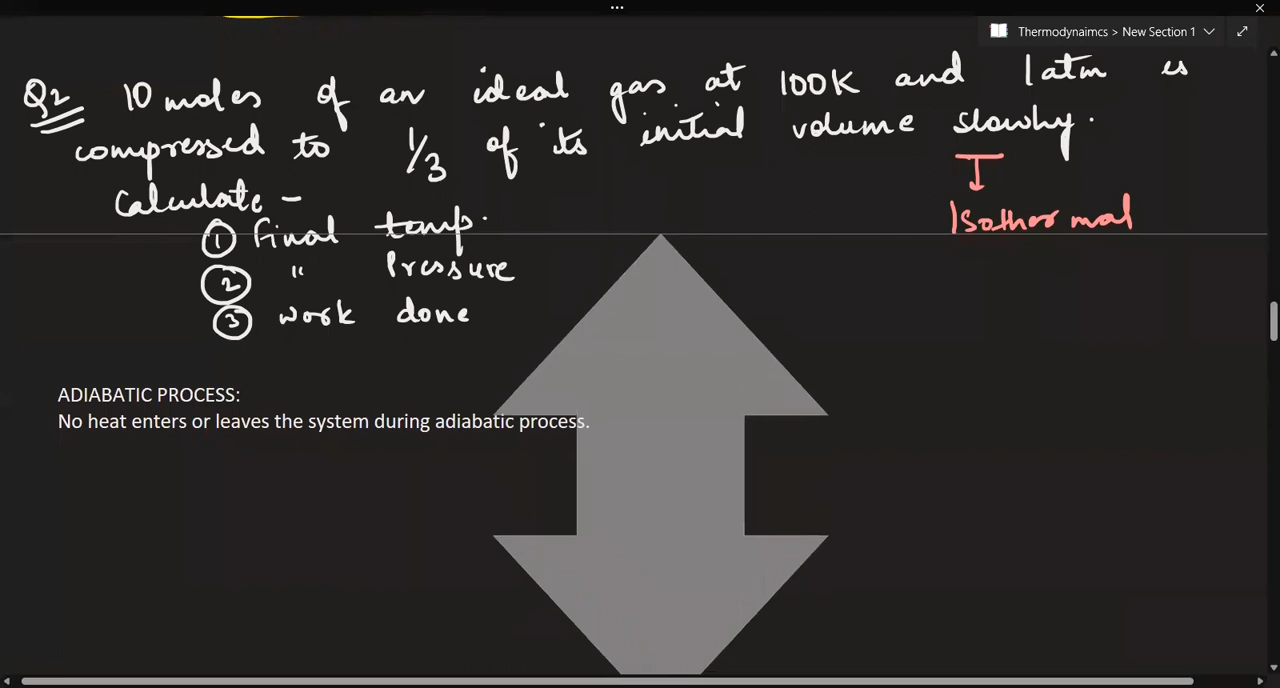 Thermodynaimcs > New Section 1
Q2 10 moles of an ideal gas at 100K and 1atm is
compressed to 1/3 of its initial volume slowly.
Isothermal
Calculate -
① final temp.
② " Pressure
③ work done
ADIABATIC PROCESS:
No heat enters or leaves the system during adiabatic process.